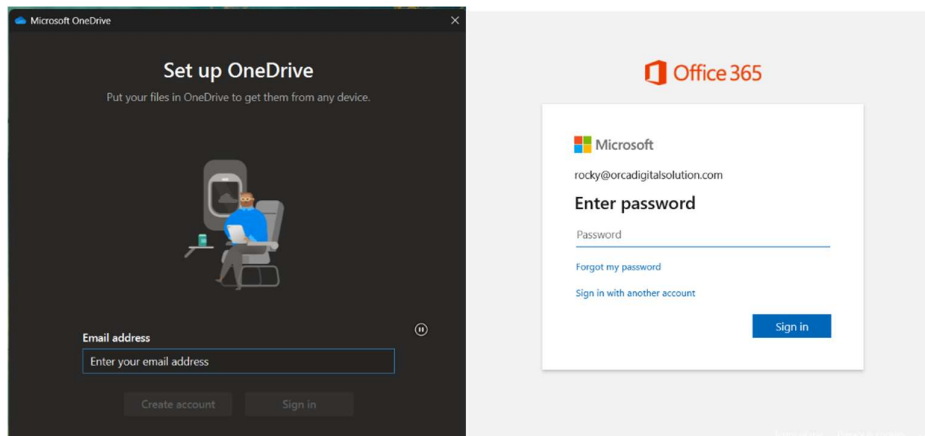 Microsoft OneDrive
Set up OneDrive
Put your files in OneDrive to get them from any device.
Email address
Enter your email address
Create account
Sign in
Office 365
Microsoft
rocky@orcadigitalsolution.com
Enter password
Password
Forgot my password
Sign in with another account
Sign in